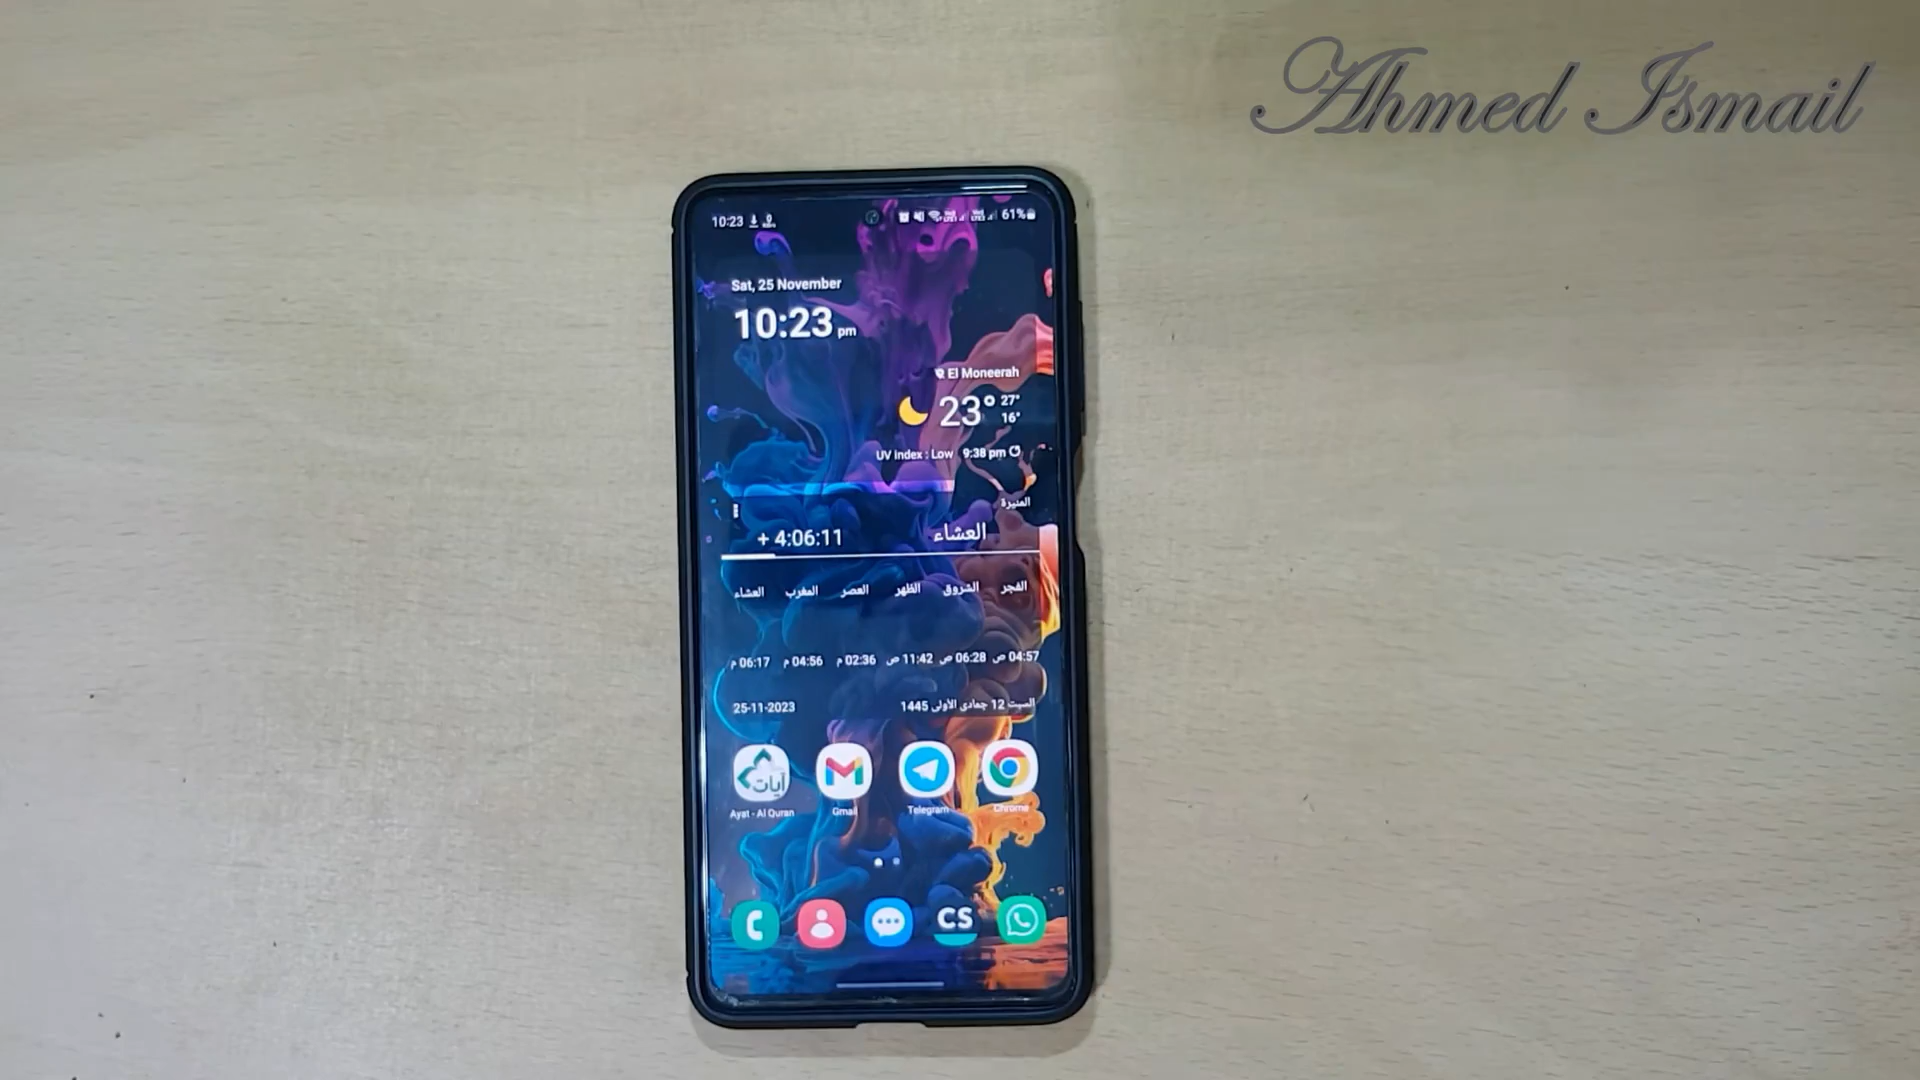 Ahmed Ismail
10:23
61%
Sat, 25 November
10:23 pm
El Moneerah
23° 27°
16°
UV index : Low 9:38 pm
المنيرة
العشاء + 4:06:11
الفجر الشروق الظهر العصر المغرب العشاء
04:57 ص 06:28 ص 11:42 ص 02:36 م 04:56 م 06:17 م
السبت 12 جمادى الأولى 1445 25-11-2023
آيات
Ayat - Al Quran Gmail Telegram Chrome
CS